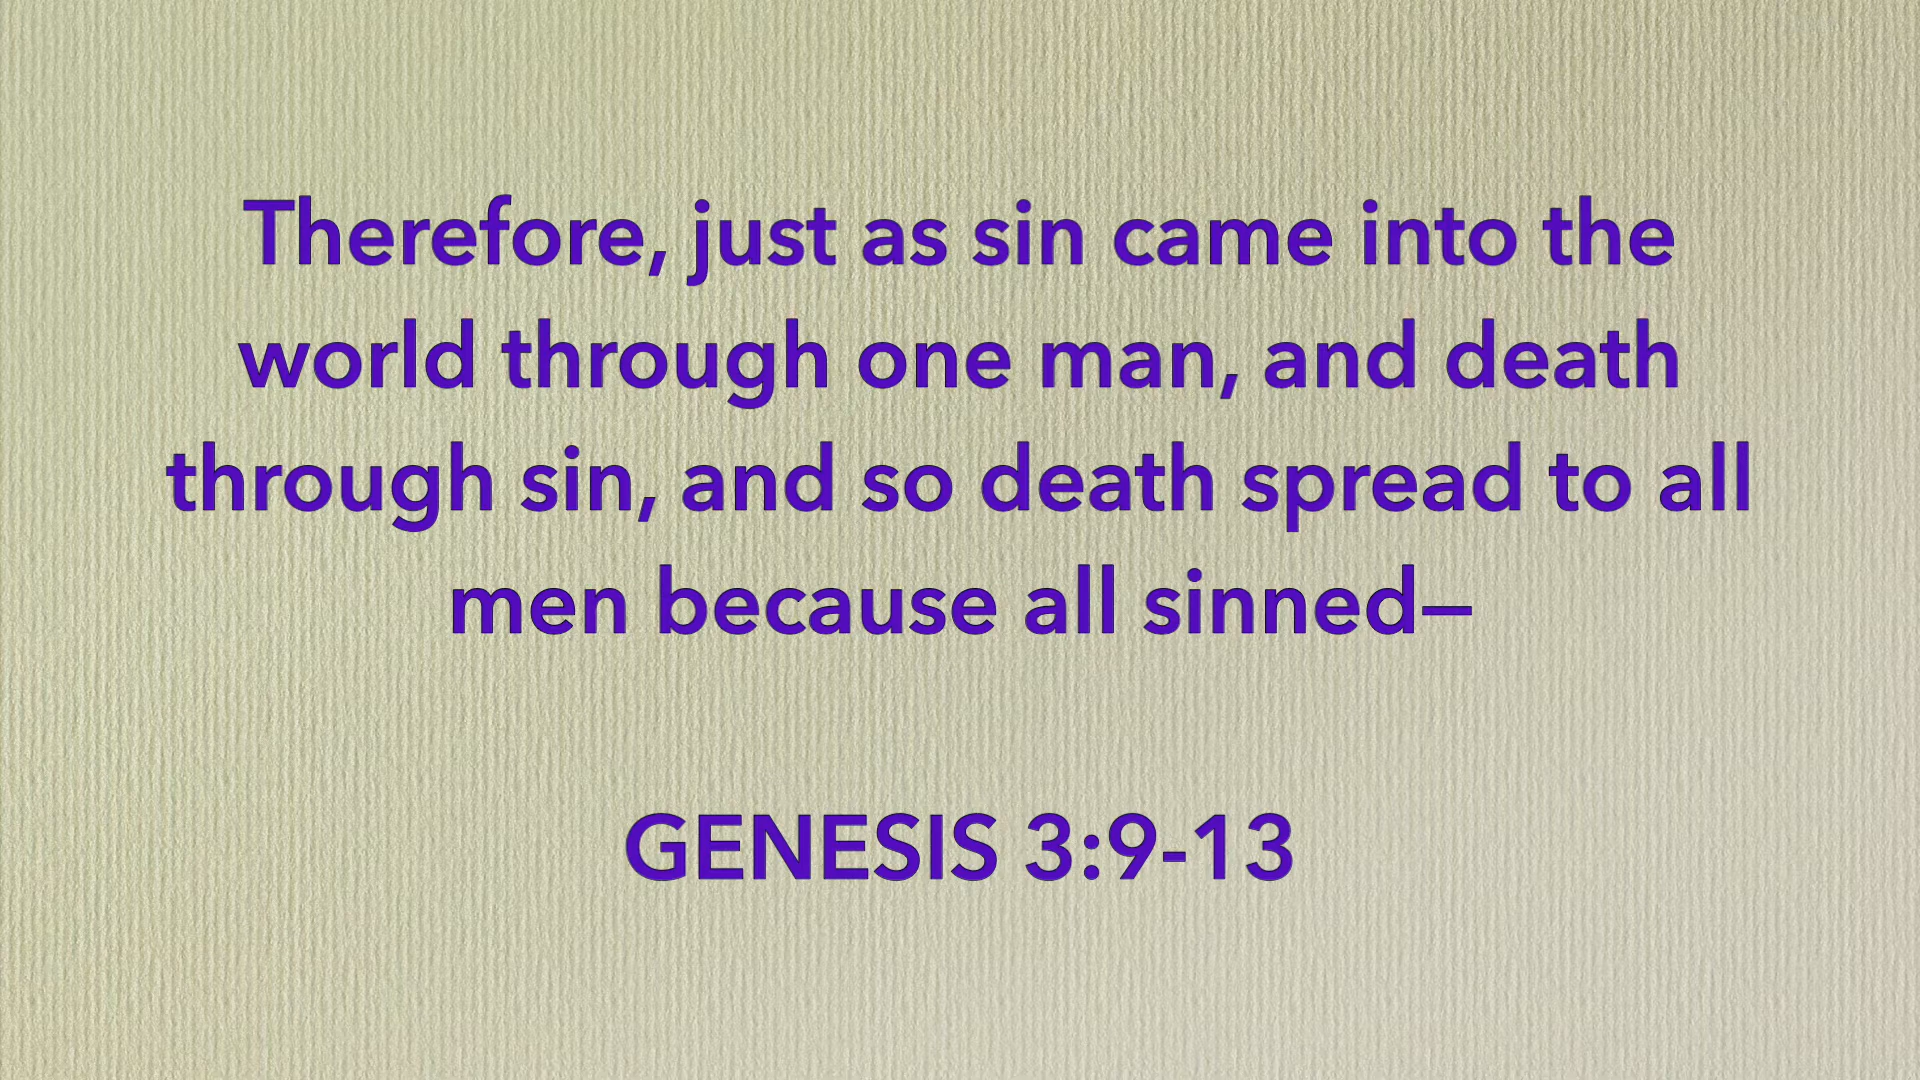 Therefore, just as sin came into the
world through one man, and death
through sin, and so death spread to all
men because all sinned—
GENESIS 3:9-13